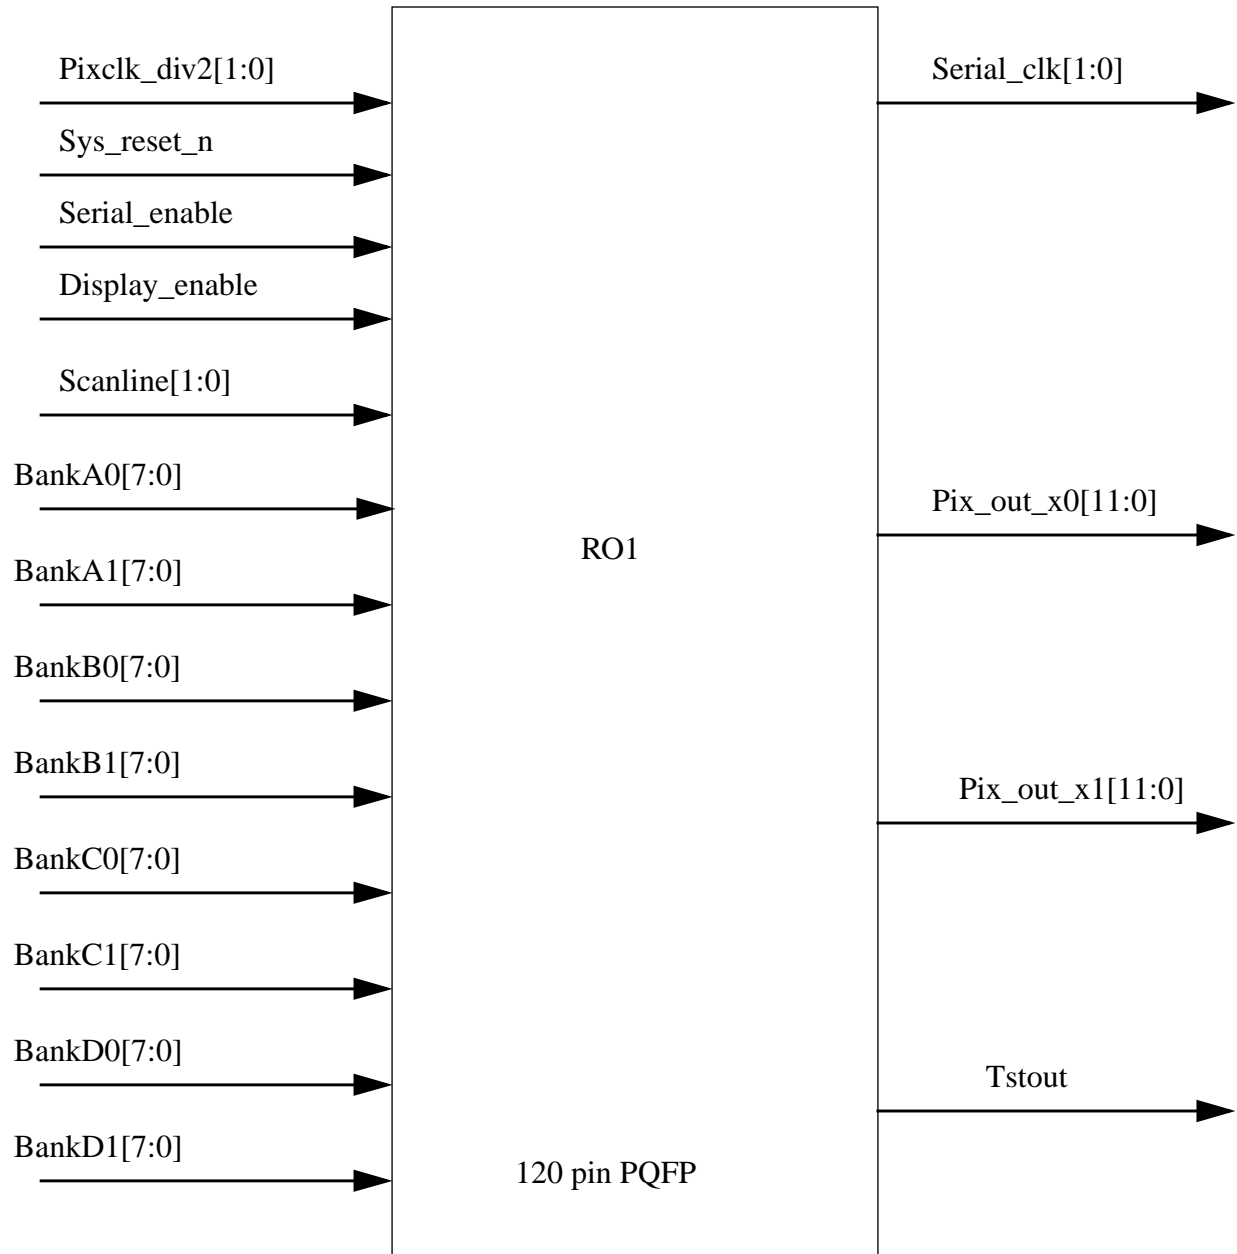 Pixclk_div2[1:0]
Sys_reset_n
Serial_enable
Display_enable
Scanline[1:0]
BankA0[7:0]
BankA1[7:0]
BankB0[7:0]
BankB1[7:0]
BankC0[7:0]
BankC1[7:0]
BankD0[7:0]
BankD1[7:0]
RO1
120 pin PQFP
Serial_clk[1:0]
Pix_out_x0[11:0]
Pix_out_x1[11:0]
Tstout